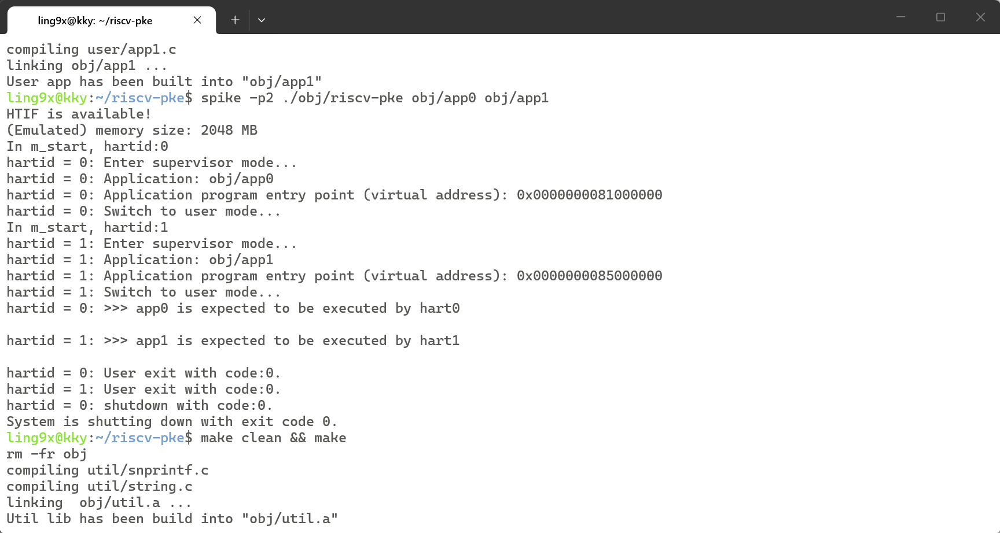 ling9x@kky: ~/riscv-pke
compiling user/app1.c
linking obj/app1 ...
User app has been built into "obj/app1"
ling9x@kky:~/riscv-pke$ spike -p2 ./obj/riscv-pke obj/app0 obj/app1
HTIF is available!
(Emulated) memory size: 2048 MB
In m_start, hartid:0
hartid = 0: Enter supervisor mode...
hartid = 0: Application: obj/app0
hartid = 0: Application program entry point (virtual address): 0x0000000081000000
hartid = 0: Switch to user mode...
In m_start, hartid:1
hartid = 1: Enter supervisor mode...
hartid = 1: Application: obj/app1
hartid = 1: Application program entry point (virtual address): 0x0000000085000000
hartid = 1: Switch to user mode...
hartid = 0: >>> app0 is expected to be executed by hart0
hartid = 1: >>> app1 is expected to be executed by hart1
hartid = 0: User exit with code:0.
hartid = 1: User exit with code:0.
hartid = 0: shutdown with code:0.
System is shutting down with exit code 0.
ling9x@kky:~/riscv-pke$ make clean && make
rm -fr obj
compiling util/snprintf.c
compiling util/string.c
linking  obj/util.a ...
Util lib has been build into "obj/util.a"